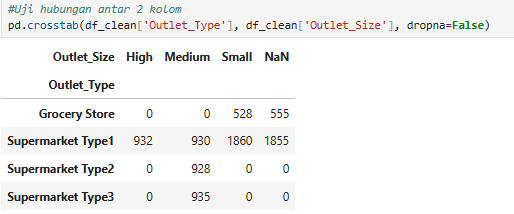 #Uji hubungan antar 2 kolom
pd.crosstab(df_clean['Outlet_Type'], df_clean['Outlet_Size'], dropna=False)
Outlet_Size High Medium Small NaN
Outlet_Type
Grocery Store 0 0 528 555
Supermarket Type1 932 930 1860 1855
Supermarket Type2 0 928 0 0
Supermarket Type3 0 935 0 0